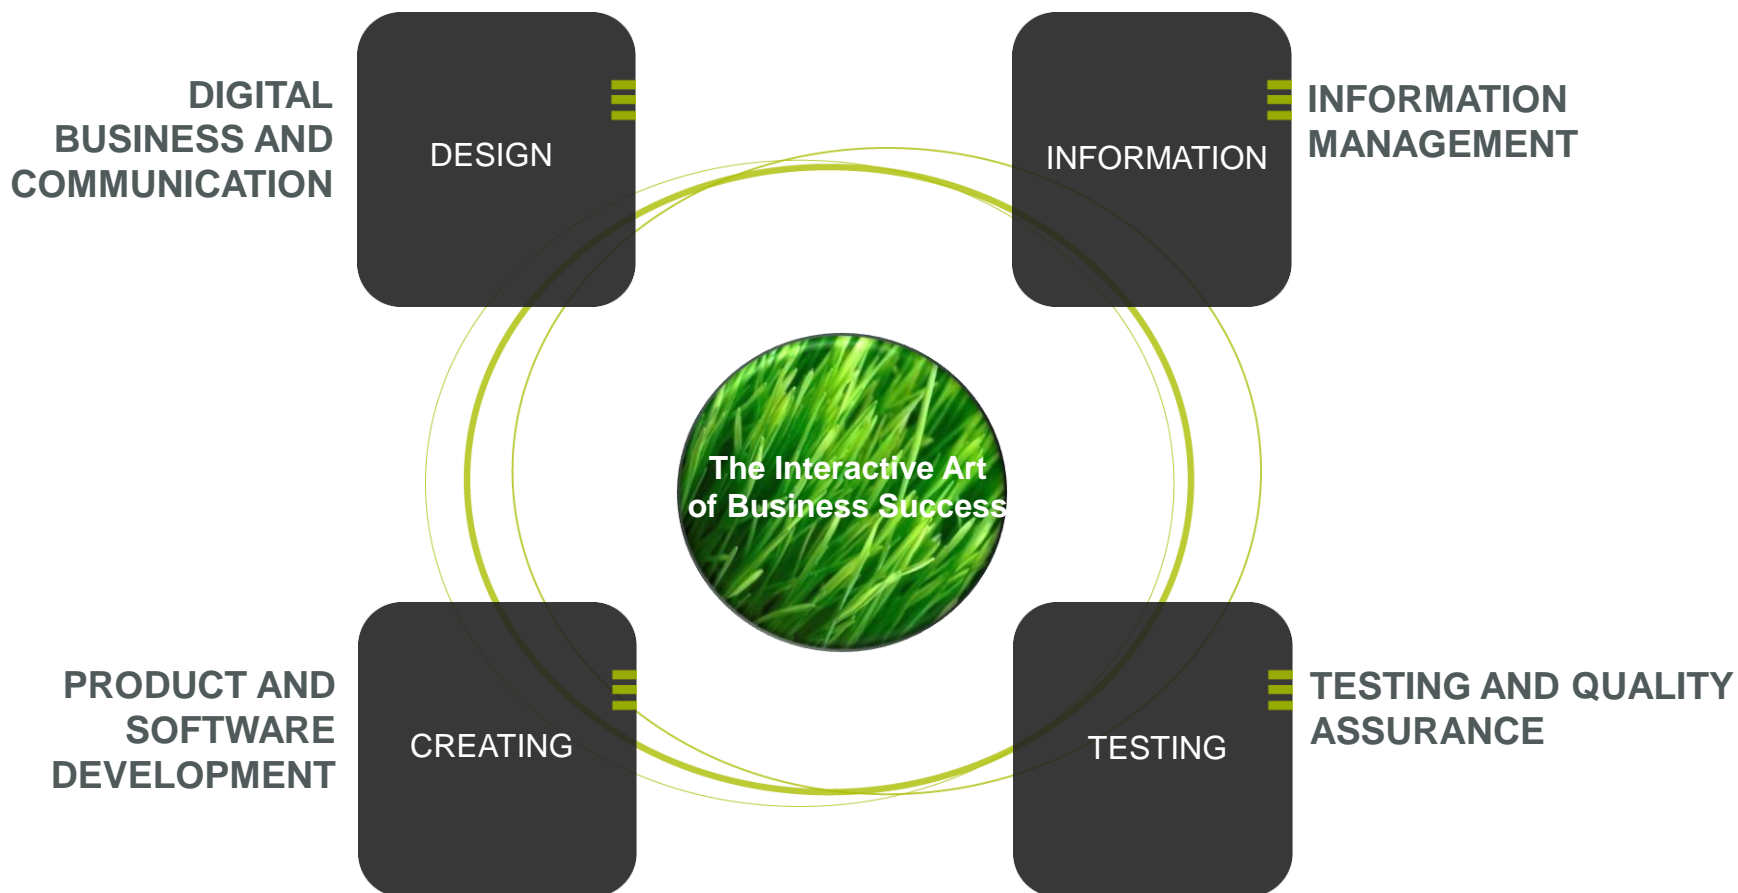 DIGITAL
BUSINESS AND
COMMUNICATION
DESIGN
INFORMATION
INFORMATION
MANAGEMENT
The Interactive Art
of Business Success
PRODUCT AND
SOFTWARE
DEVELOPMENT
CREATING
TESTING
TESTING AND QUALITY
ASSURANCE